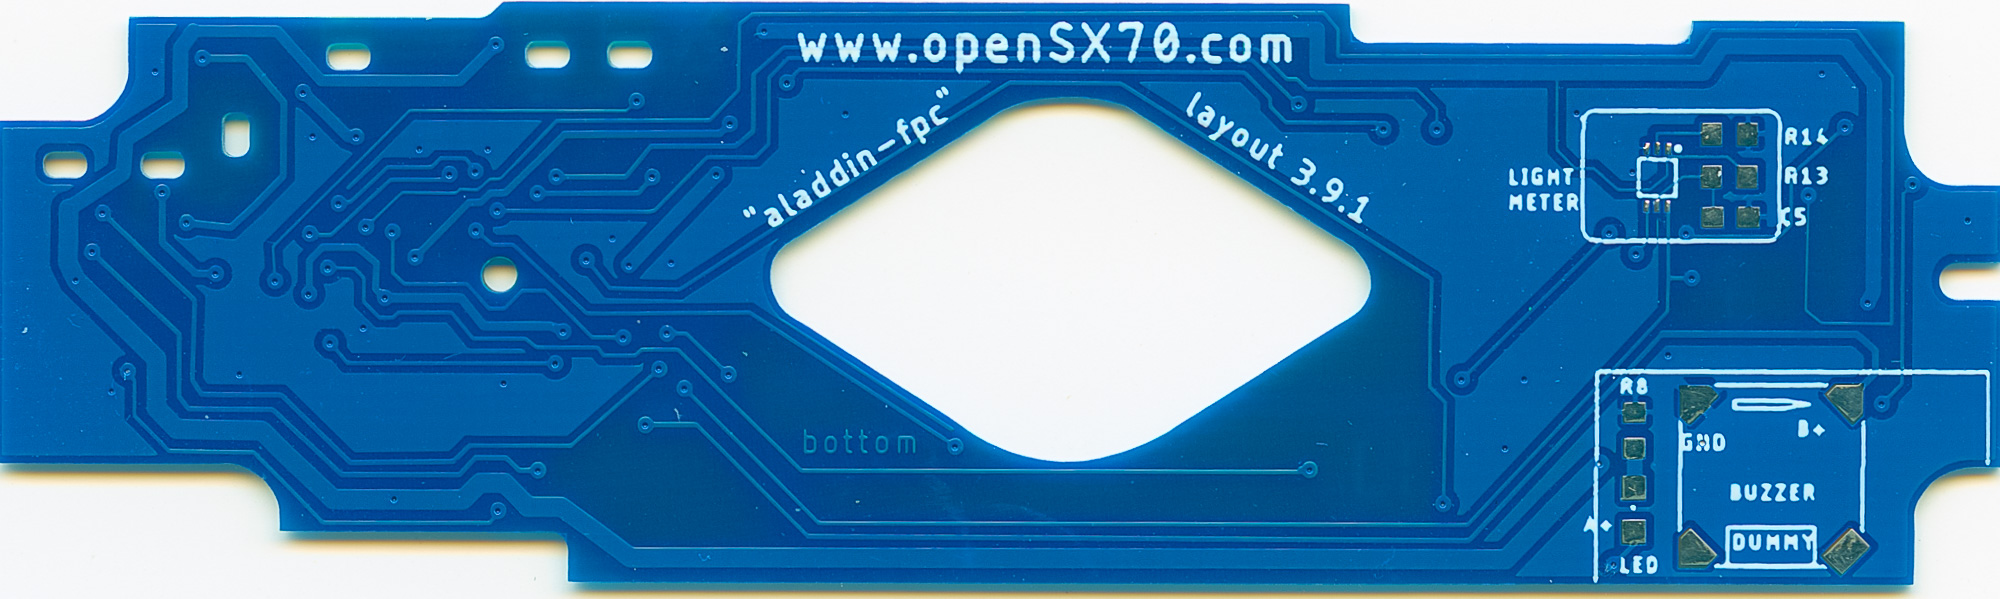 www.openSX70.com
"aladdin-fpc"
layout 3.9.1
R14
LIGHT
METER
R13
C5
R8
B+
GND
bottom
BUZZER
A+
DUMMY
LED